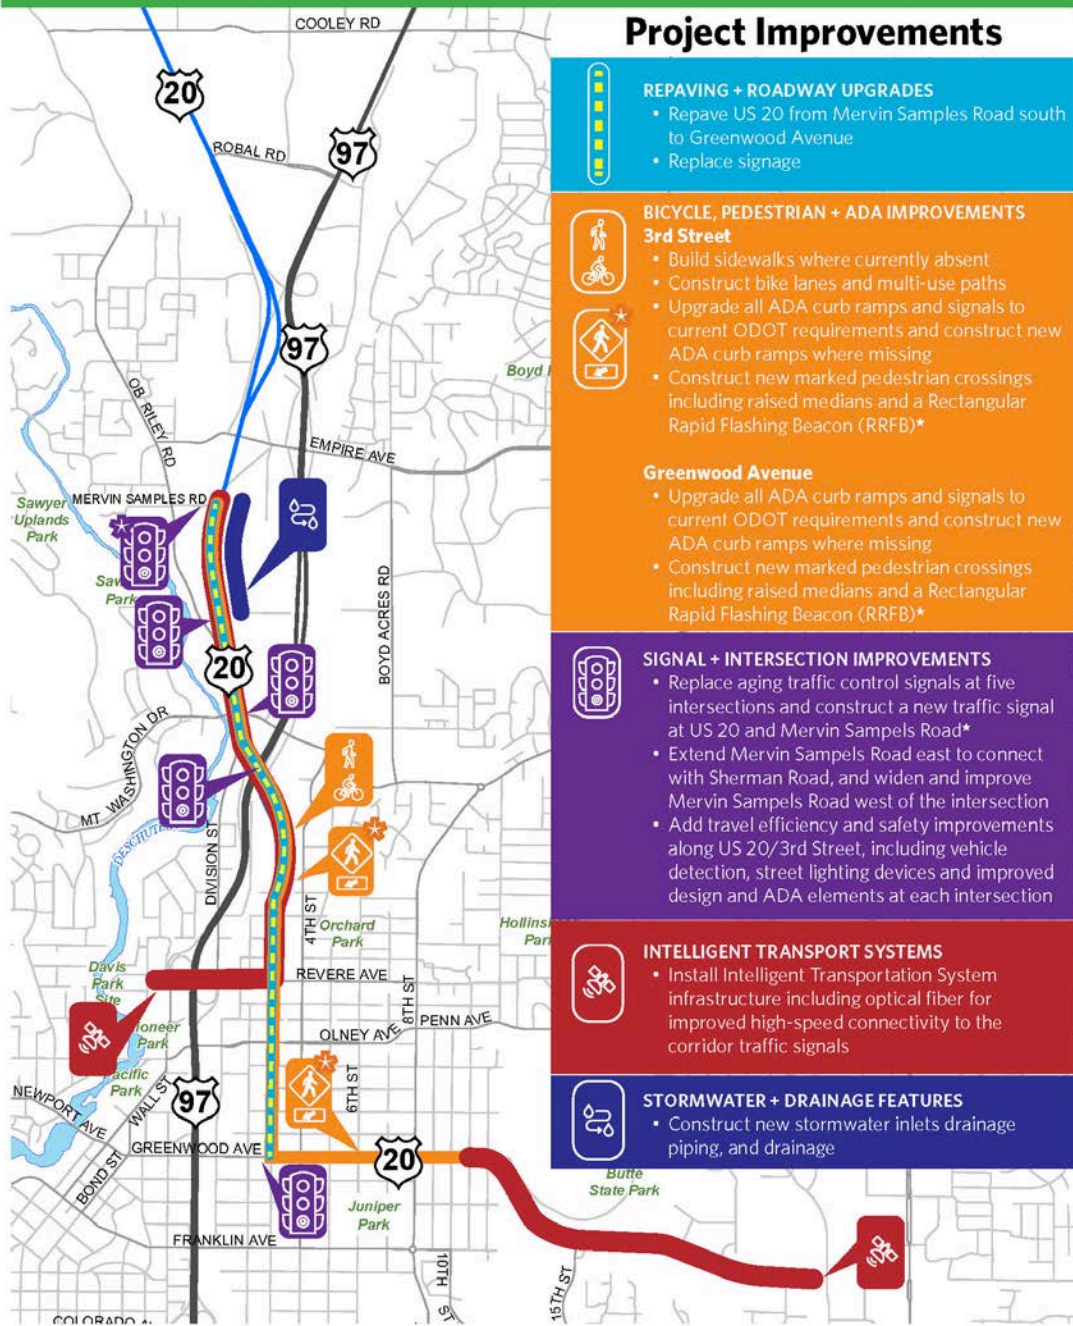 Project Improvements
REPAVING + ROADWAY UPGRADES
• Repave US 20 from Mervin Samples Road south
to Greenwood Avenue
• Replace signage
BICYCLE, PEDESTRIAN + ADA IMPROVEMENTS
3rd Street
• Build sidewalks where currently absent
• Construct bike lanes and multi-use paths
• Upgrade all ADA curb ramps and signals to
current ODOT requirements and construct new
ADA curb ramps where missing
• Construct new marked pedestrian crossings
including raised medians and a Rectangular
Rapid Flashing Beacon (RRFB)*
Greenwood Avenue
• Upgrade all ADA curb ramps and signals to
current ODOT requirements and construct new
ADA curb ramps where missing
• Construct new marked pedestrian crossings
including raised medians and a Rectangular
Rapid Flashing Beacon (RRFB)*
SIGNAL + INTERSECTION IMPROVEMENTS
• Replace aging traffic control signals at five
intersections and construct a new traffic signal
at US 20 and Mervin Sampels Road*
• Extend Mervin Sampels Road east to connect
with Sherman Road, and widen and improve
Mervin Sampels Road west of the intersection
• Add travel efficiency and safety improvements
along US 20/3rd Street, including vehicle
detection, street lighting devices and improved
design and ADA elements at each intersection
INTELLIGENT TRANSPORT SYSTEMS
• Install Intelligent Transportation System
infrastructure including optical fiber for
improved high-speed connectivity to the
corridor traffic signals
STORMWATER + DRAINAGE FEATURES
• Construct new stormwater inlets drainage
piping, and drainage
COOLEY RD
20
97
ROBAL RD
97
Boyd
OB RILEY RD
EMPIRE AVE
MERVIN SAMPLES RD
Sawyer
Uplands
Park
Saw
Park
BOYD ACRES RD
20
MT WASHINGTON DR
DESCHUTE
DIVISION ST
4TH ST
Orchard
Park
Hollins
Par
Davis
Park
Site
REVERE AVE
8TH ST
PENN AVE
OLNEY AVE
ioneer
Park
acific
Park
6TH ST
NEWPORT AVE
WALL ST
97
GREENWOOD AVE
20
BOND ST
Butte
State Park
Juniper
Park
FRANKLIN AVE
10TH ST
15TH ST
COLORADO A